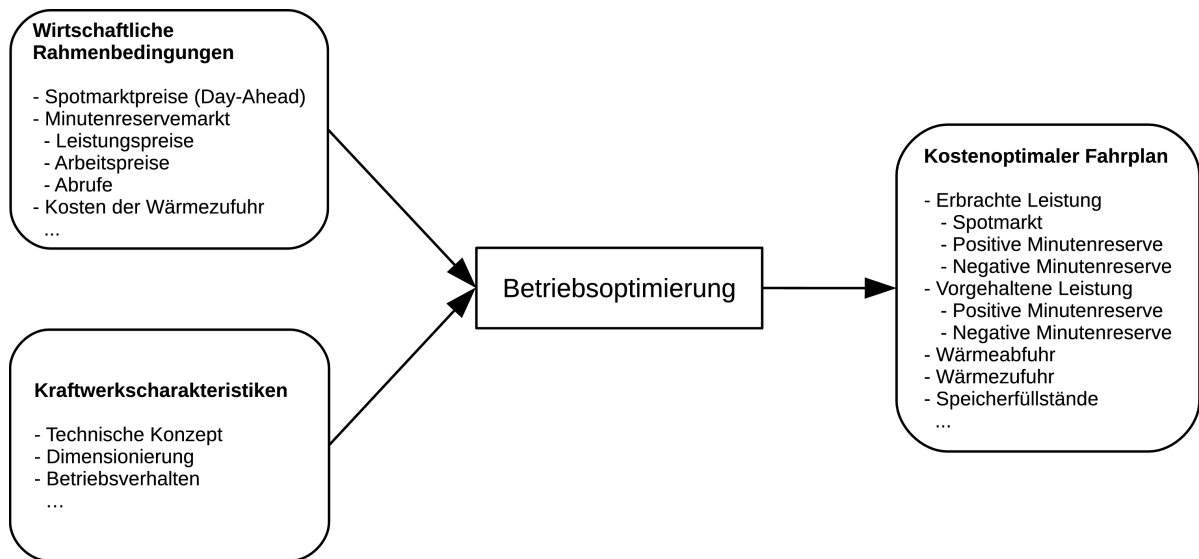 Wirtschaftliche
Rahmenbedingungen
- Spotmarktpreise (Day-Ahead)
- Minutenreservemarkt
- Leistungspreise
- Arbeitspreise
- Abrufe
- Kosten der Wärmezufuhr
...
Kraftwerkscharakteristiken
- Technische Konzept
- Dimensionierung
- Betriebsverhalten
...
Betriebsoptimierung
Kostenoptimaler Fahrplan
- Erbrachte Leistung
- Spotmarkt
- Positive Minutenreserve
- Negative Minutenreserve
- Vorgehaltene Leistung
- Positive Minutenreserve
- Negative Minutenreserve
- Wärmeabfuhr
- Wärmezufuhr
- Speicherfüllstände
...